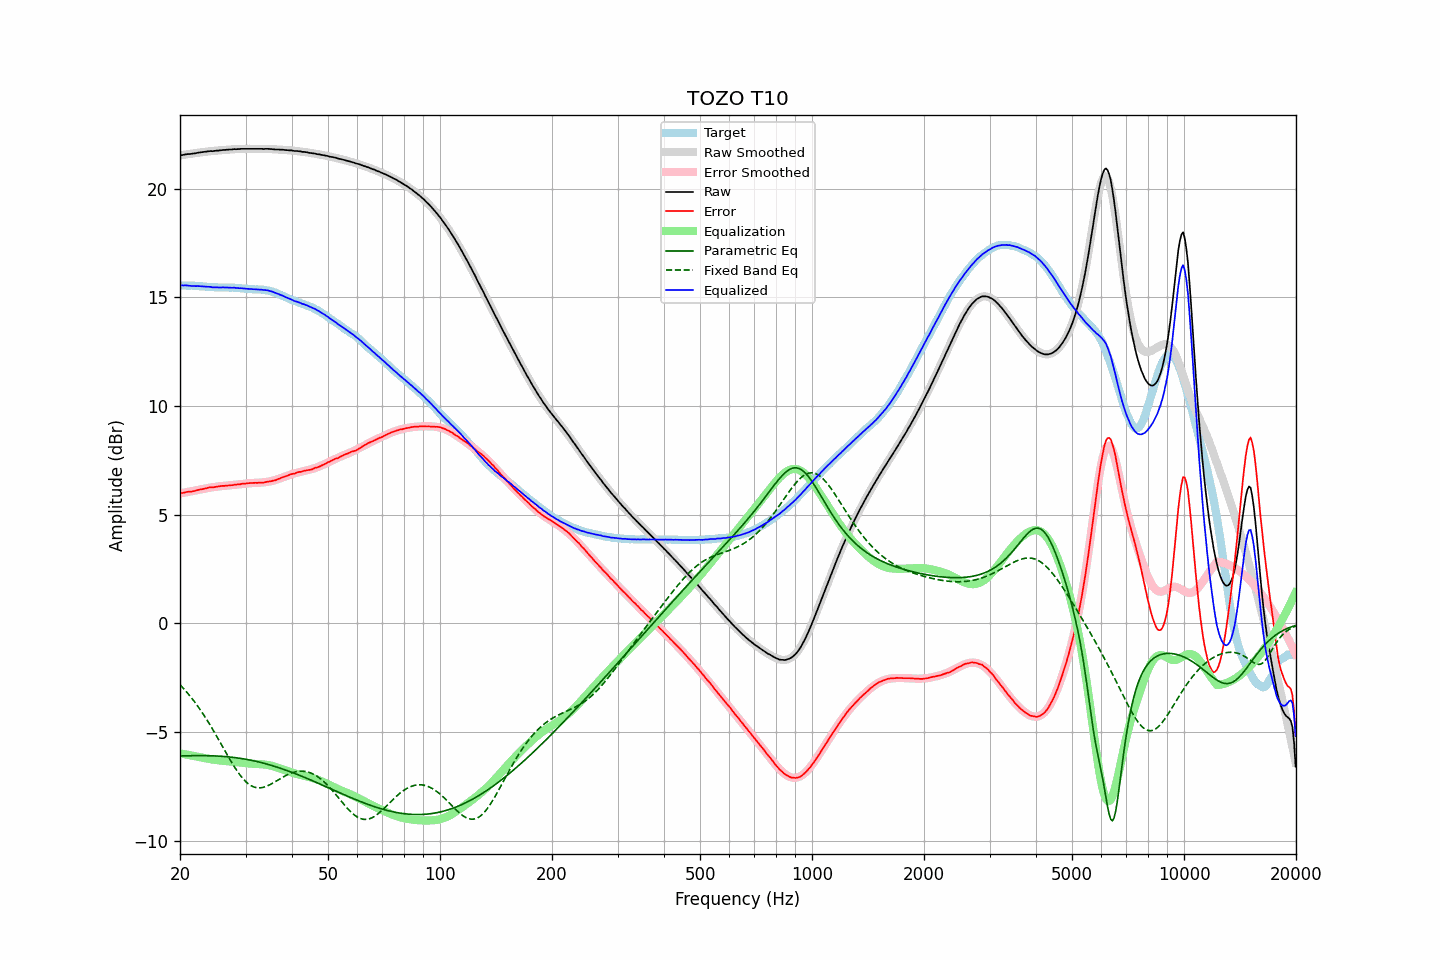 TOZO T10
Target
Raw Smoothed
Error Smoothed
Raw
Error
Equalization
Parametric Eq
Fixed Band Eq
Equalized
Amplitude (dBr)
20
15
10
5
0
−5
−10
20 50 100 200 500 1000 2000 5000 10000 20000
Frequency (Hz)